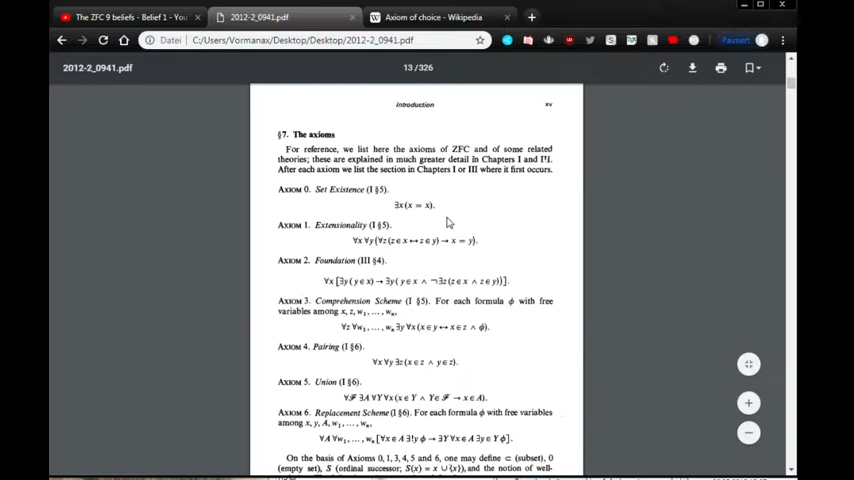 The ZFC 9 beliefs - Belief 1 - You
2012-2_0941.pdf
Axiom of choice - Wikipedia
Datei
C:/Users/Vormanax/Desktop/Desktop/2012-2_0941.pdf
Pausiert
2012-2_0941.pdf
13 / 326
Introduction
xv
§7. The axioms
For reference, we list here the axioms of ZFC and of some related
theories; these are explained in much greater detail in Chapters I and III.
After each axiom we list the section in Chapters I or III where it first occurs.
AXIOM 0. Set Existence (I §5).
∃x(x = x).
AXIOM 1. Extensionality (I §5).
∀x ∀y(∀z(z ∈ x ↔ z ∈ y) → x = y).
AXIOM 2. Foundation (III §4).
∀x [∃y(y ∈ x) → ∃y(y ∈ x ∧ ¬∃z(z ∈ x ∧ z ∈ y))].
AXIOM 3. Comprehension Scheme (I §5). For each formula ϕ with free
variables among x, z, w₁, …, wₙ,
∀z ∀w₁, …, wₙ ∃y ∀x(x ∈ y ↔ x ∈ z ∧ ϕ).
AXIOM 4. Pairing (I §6).
∀x ∀y ∃z(x ∈ z ∧ y ∈ z).
AXIOM 5. Union (I §6).
∀ℱ ∃A ∀Y ∀x(x ∈ Y ∧ Y ∈ ℱ → x ∈ A).
AXIOM 6. Replacement Scheme (I §6). For each formula ϕ with free
variables among x, y, A, w₁, …, wₙ,
∀A ∀w₁, …, wₙ[∀x ∈ A ∃!y ϕ → ∃Y ∀x ∈ A ∃y ∈ Y ϕ].
On the basis of Axioms 0, 1, 3, 4, 5 and 6, one may define ⊂ (subset), 0
(empty set), S (ordinal successor; S(x) = x ∪ {x}), and the notion of well-